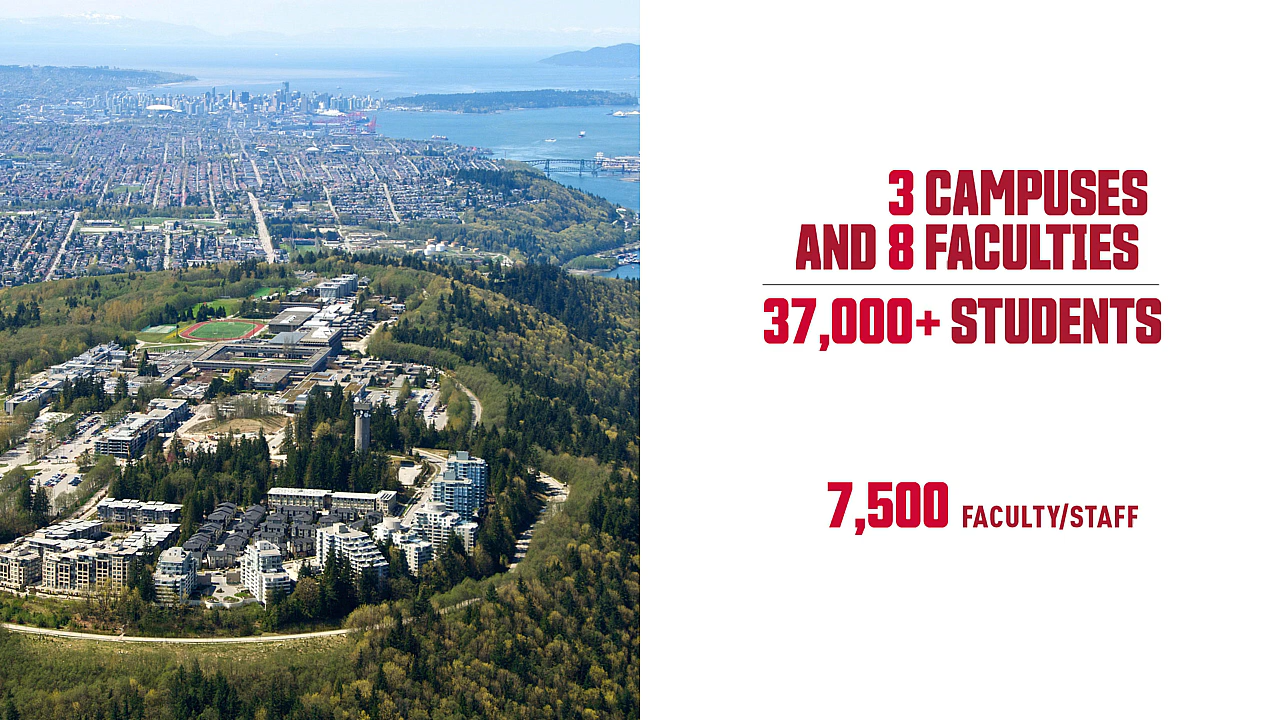 3 CAMPUSES
AND 8 FACULTIES
37,000+ STUDENTS
7,500 FACULTY/STAFF